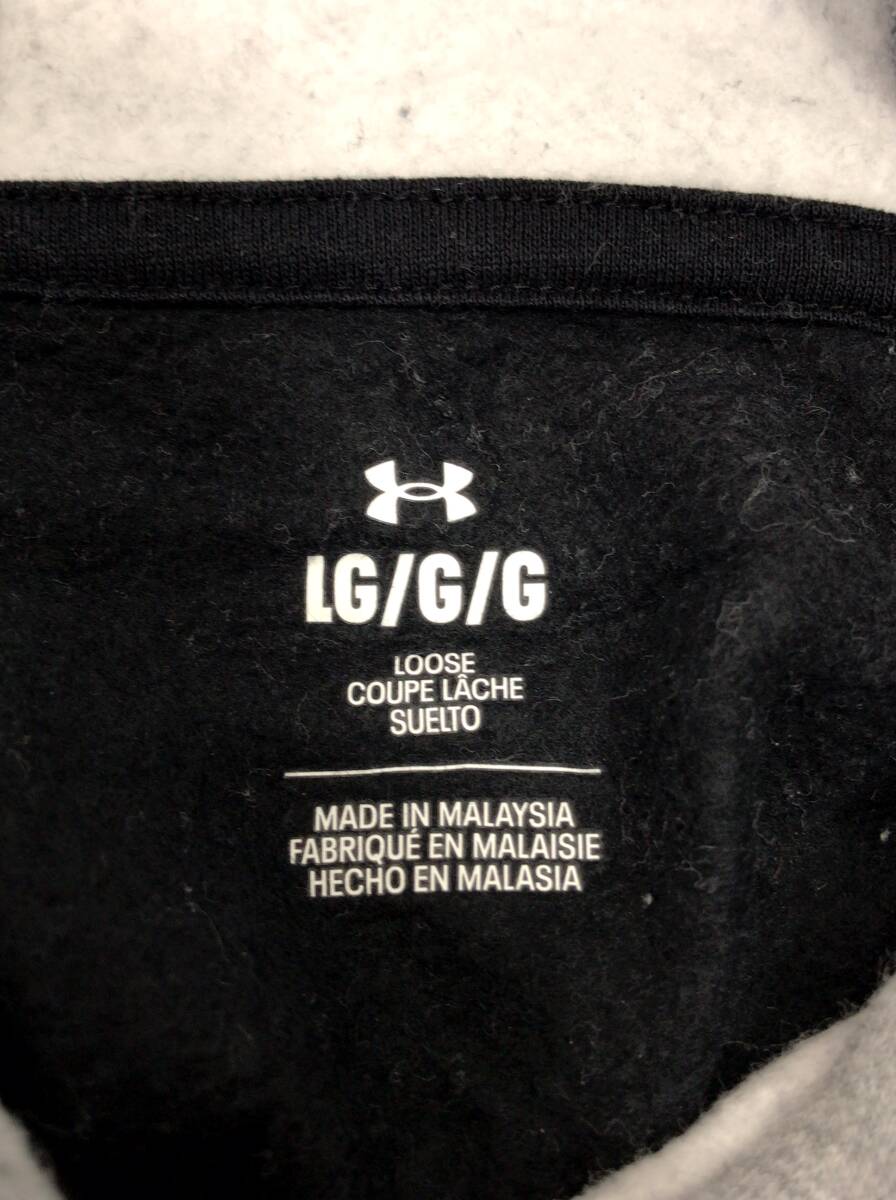 LG/G/G
LOOSE
COUPE LÂCHE
SUELTO
MADE IN MALAYSIA
FABRIQUÉ EN MALAISIE
HECHO EN MALASIA